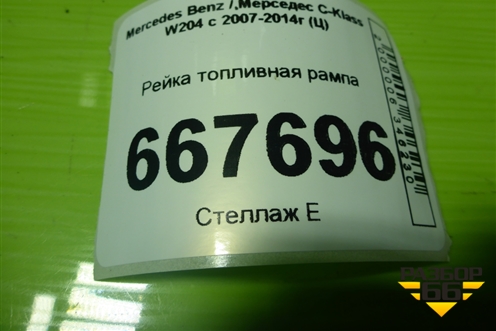 Mercedes Benz /,Мерседес C-Klass
W204 с 2007-2014г (Ц)
Рейка топливная рампа
667696
Стеллаж Е
РАЗБОР
66